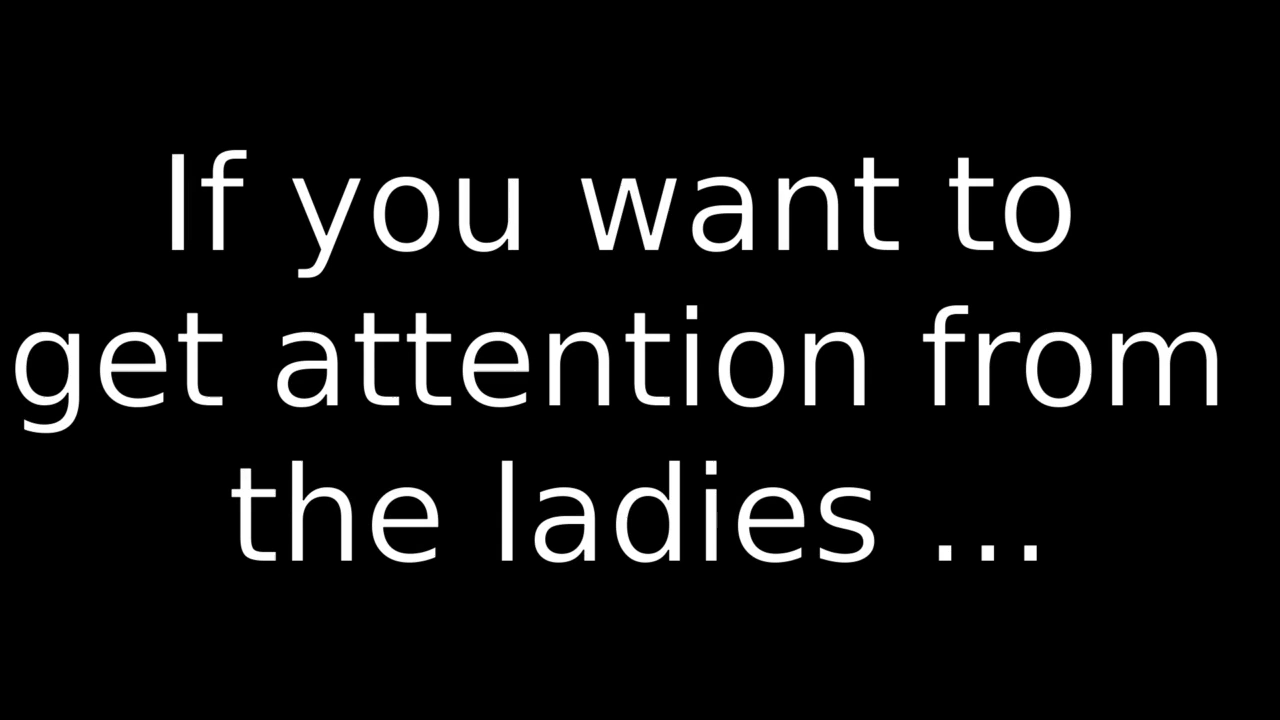 If you want to
get attention from
the ladies ...